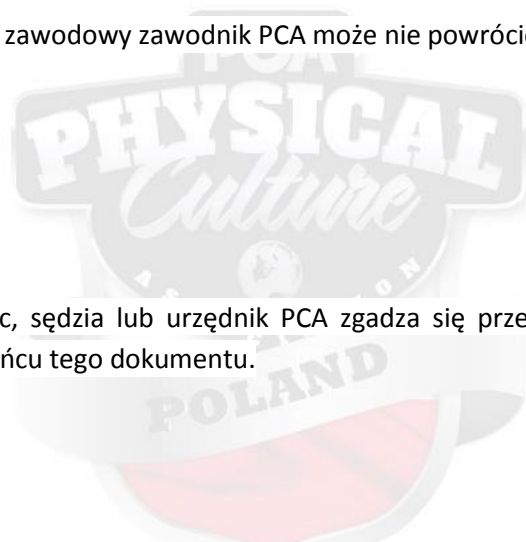 zawodowy zawodnik PCA może nie powrócić
PCA
PHYSICAL
Culture
POLAND
c, sędzia lub urzędnik PCA zgadza się prze
ńcu tego dokumentu.